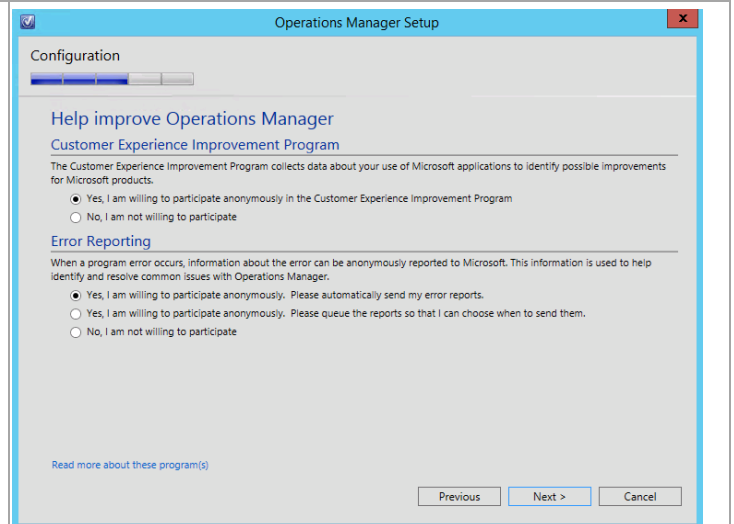 Operations Manager Setup
x
Configuration
Help improve Operations Manager
Customer Experience Improvement Program
The Customer Experience Improvement Program collects data about your use of Microsoft applications to identify possible improvements
for Microsoft products.
Yes, I am willing to participate anonymously in the Customer Experience Improvement Program
No, I am not willing to participate
Error Reporting
When a program error occurs, information about the error can be anonymously reported to Microsoft. This information is used to help
identify and resolve common issues with Operations Manager.
Yes, I am willing to participate anonymously.  Please automatically send my error reports.
Yes, I am willing to participate anonymously.  Please queue the reports so that I can choose when to send them.
No, I am not willing to participate
Read more about these program(s)
Previous Next > Cancel